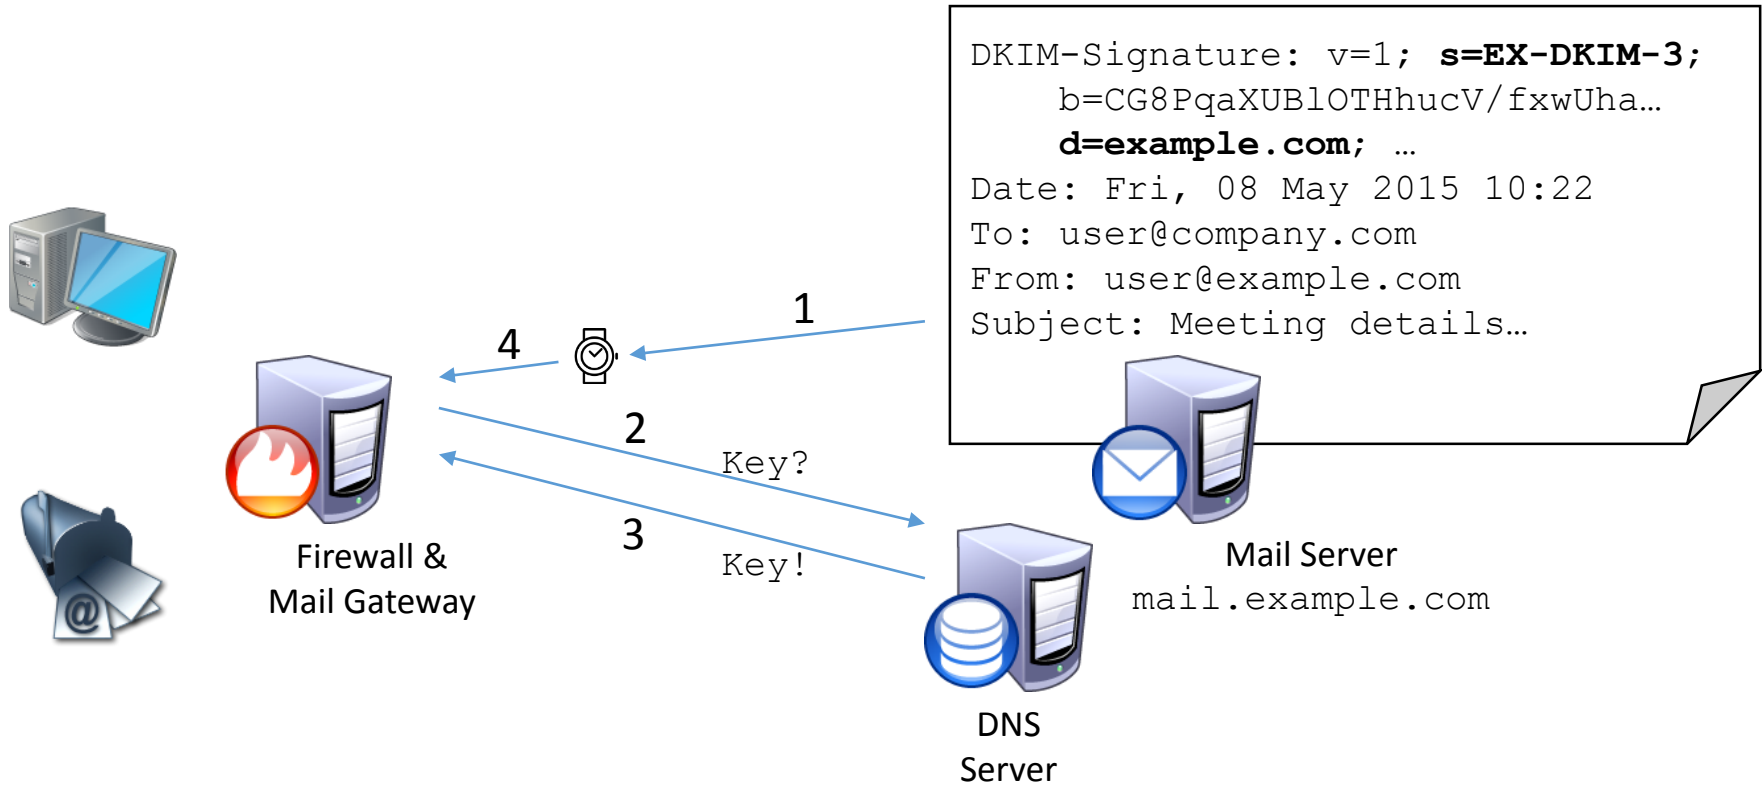 DKIM-Signature: v=1; s=EX-DKIM-3;
b=CG8PqaXUBlOTHhucV/fxwUha…
d=example.com; …
Date: Fri, 08 May 2015 10:22
To: user@company.com
From: user@example.com
Subject: Meeting details…
1
4
2
Key?
3
Key!
Firewall &
Mail Gateway
Mail Server
mail.example.com
@
DNS
Server